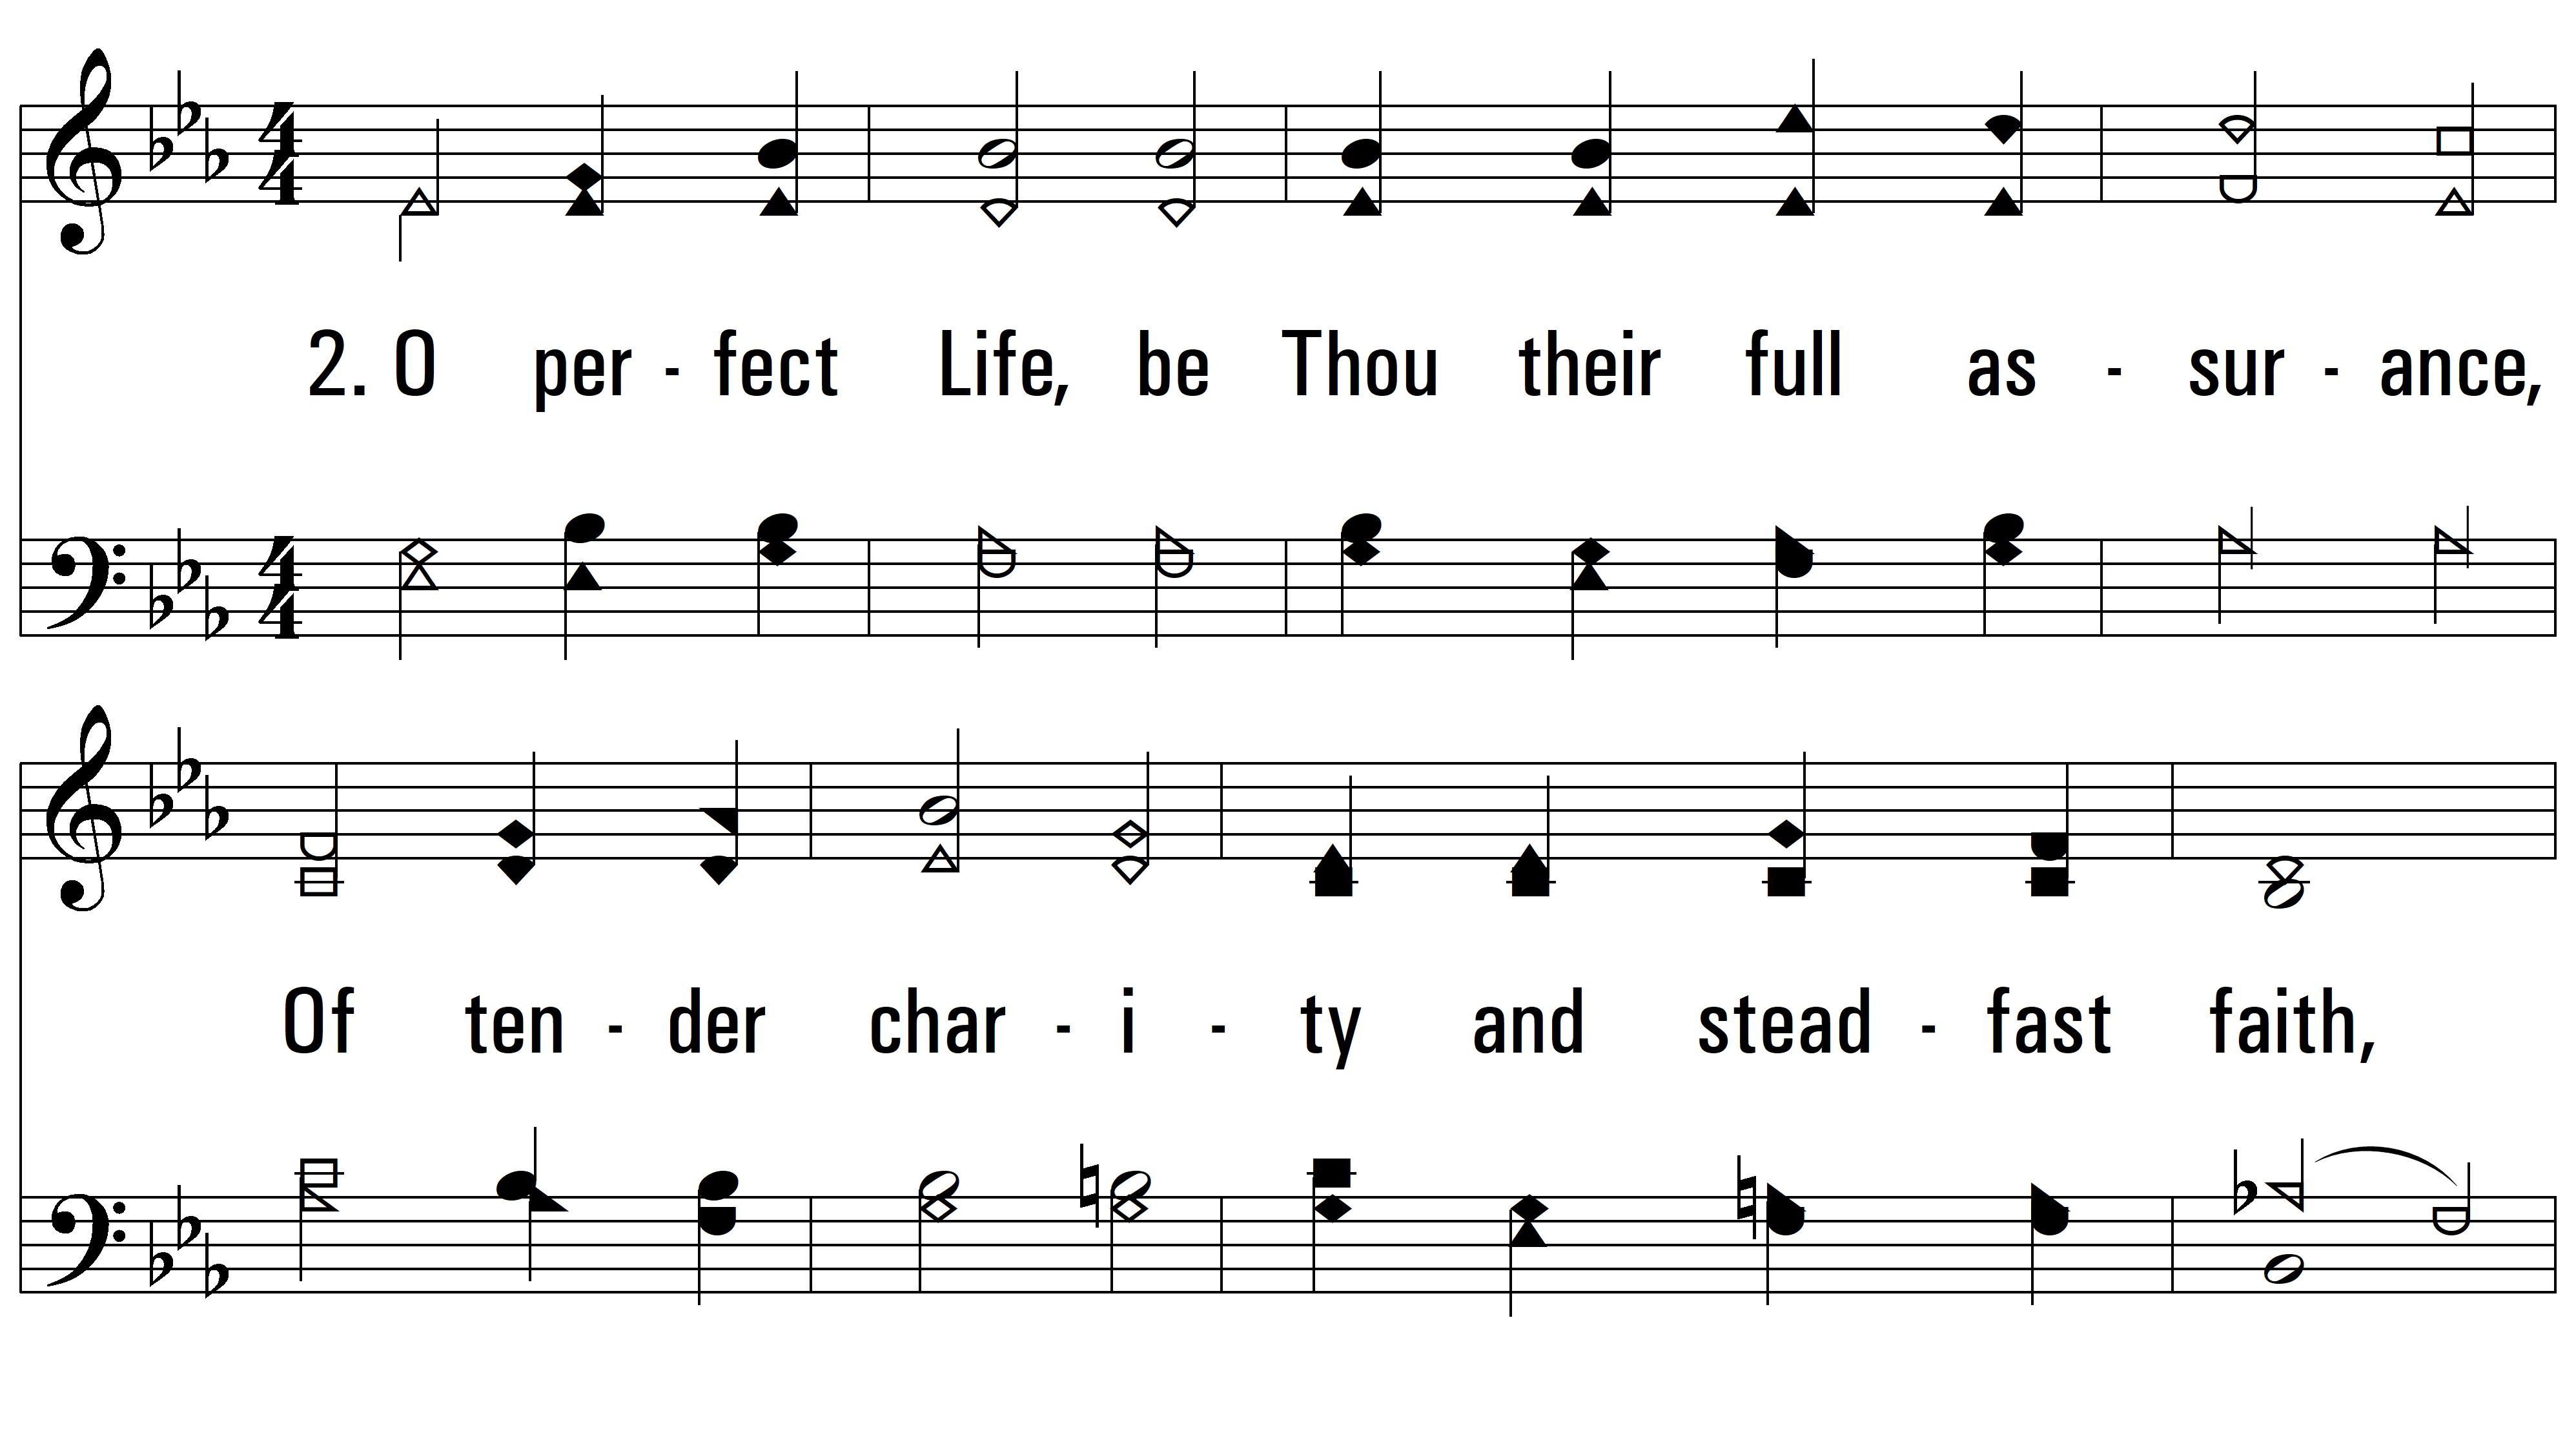 2. O per - fect Life, be Thou their full as - sur - ance,
Of ten - der char - i - ty and stead - fast faith,